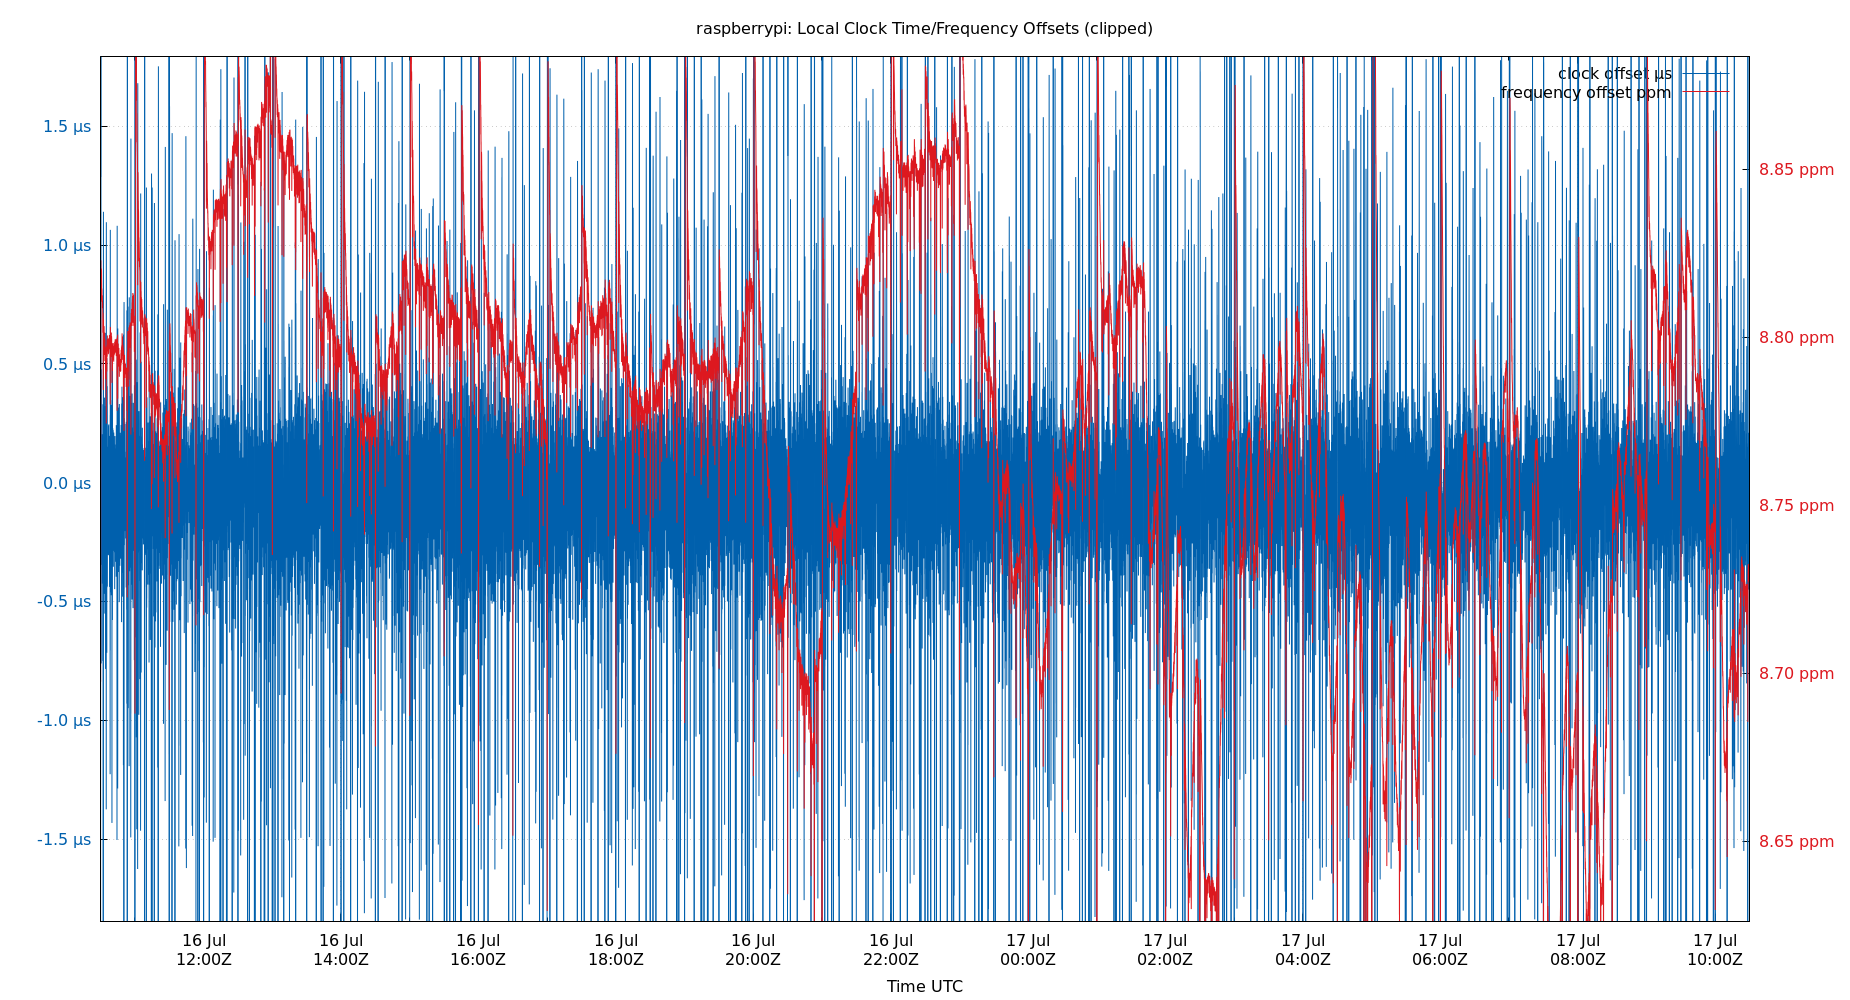 raspberrypi: Local Clock Time/Frequency Offsets (clipped)
clock offset µs
frequency offset ppm
1.5 µs
1.0 µs
0.5 µs
0.0 µs
-0.5 µs
-1.0 µs
-1.5 µs
8.85 ppm
8.80 ppm
8.75 ppm
8.70 ppm
8.65 ppm
16 Jul 16 Jul 16 Jul 16 Jul 16 Jul 16 Jul 17 Jul 17 Jul 17 Jul 17 Jul 17 Jul 17 Jul
12:00Z 14:00Z 16:00Z 18:00Z 20:00Z 22:00Z 00:00Z 02:00Z 04:00Z 06:00Z 08:00Z 10:00Z
Time UTC